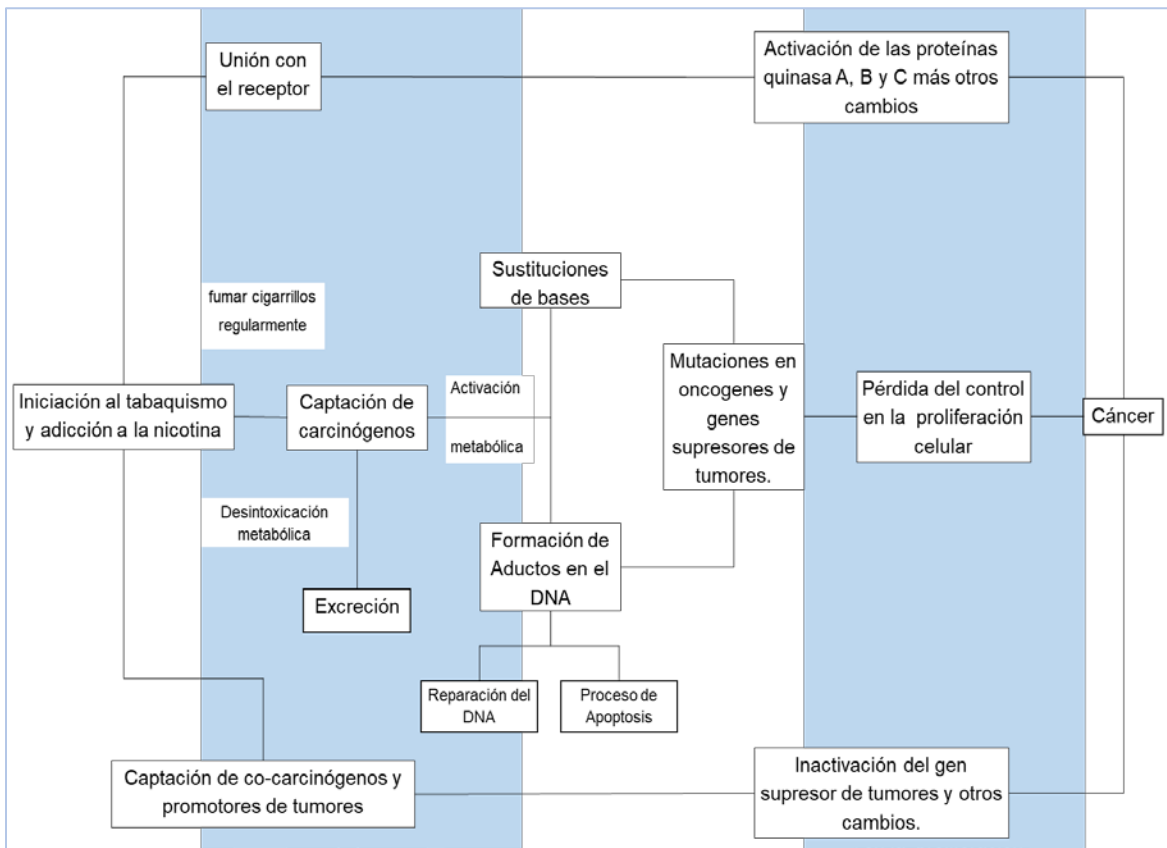 Unión con
el receptor
Activación de las proteínas
quinasa A, B y C más otros
cambios
Sustituciones
de bases
fumar cigarrillos
regularmente
Iniciación al tabaquismo
y adicción a la nicotina
Captación de
carcinógenos
Activación
metabólica
Mutaciones en
oncogenes y
genes
supresores de
tumores.
Pérdida del control
en la proliferación
celular
Cáncer
Desintoxicación
metabólica
Formación de
Aductos en el
DNA
Excreción
Reparación del
DNA
Proceso de
Apoptosis
Captación de co-carcinógenos y
promotores de tumores
Inactivación del gen
supresor de tumores y otros
cambios.